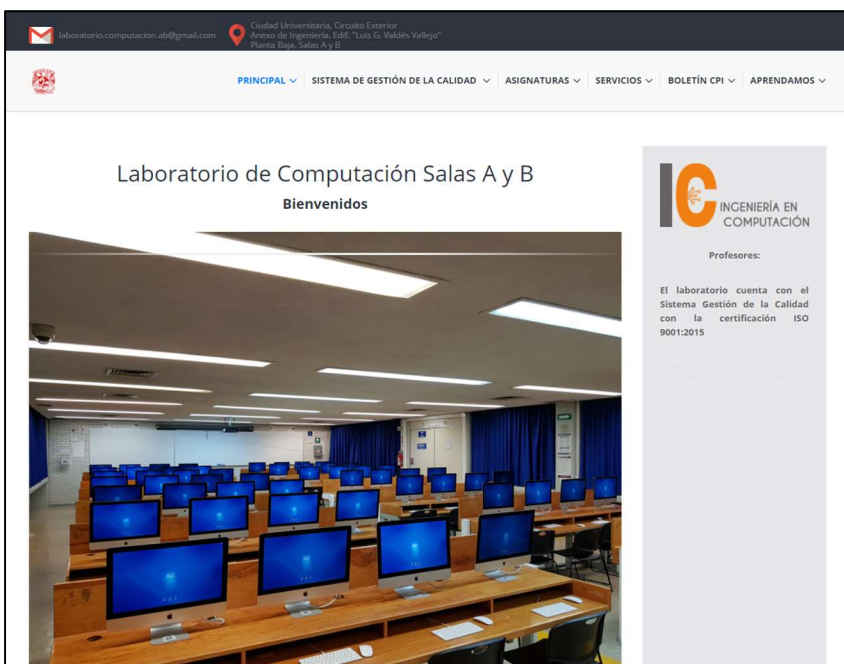 laboratorio.computacion.ab@gmail.com
Ciudad Universitaria, Circuito Exterior
Anexo de Ingeniería. Edif. "Luis G. Valdés Vallejo"
Planta Baja. Salas A y B
PRINCIPAL
SISTEMA DE GESTIÓN DE LA CALIDAD
ASIGNATURAS
SERVICIOS
BOLETÍN CPI
APRENDAMOS
Laboratorio de Computación Salas A y B
Bienvenidos
IC
INGENIERÍA EN
COMPUTACIÓN
Profesores:
El laboratorio cuenta con el
Sistema Gestión de la Calidad
con la certificación ISO
9001:2015